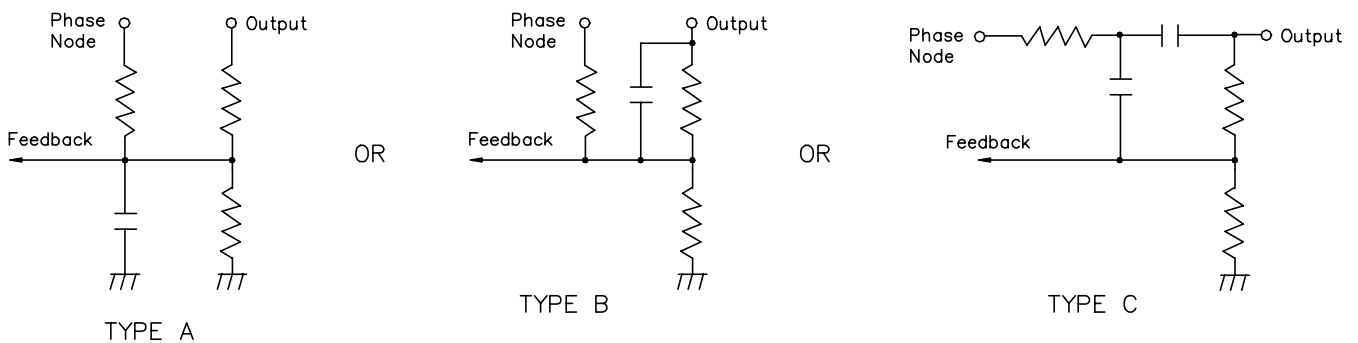 Phase
Node
Output
Feedback
TYPE A
OR
Phase
Node
Output
Feedback
TYPE B
OR
Phase
Node
Output
Feedback
TYPE C